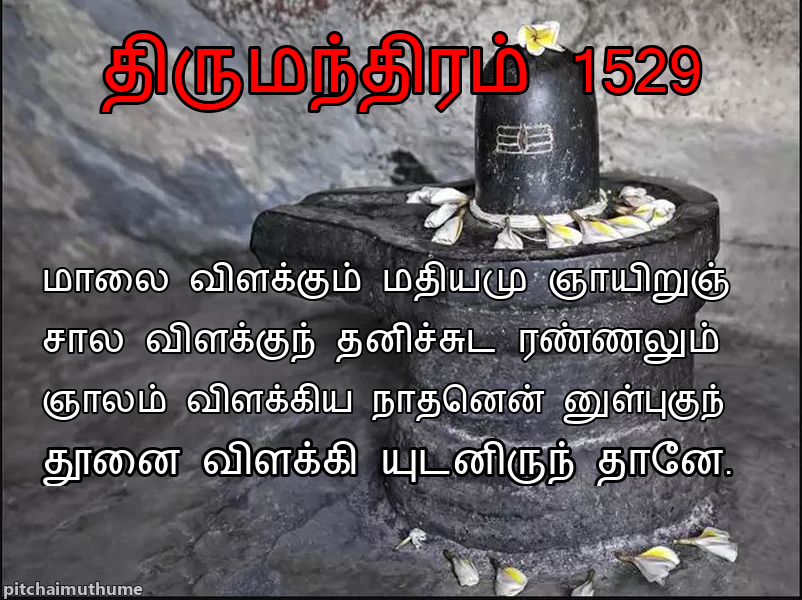 திருமந்திரம் 1529
மாலை விளக்கும் மதியமு ஞாயிறுஞ்
சால விளக்குந் தனிச்சுட ரண்ணலும்
ஞாலம் விளக்கிய நாதனென் னுள்புகுந்
தூனை விளக்கி யுடனிருந் தானே.
pitchaimuthume